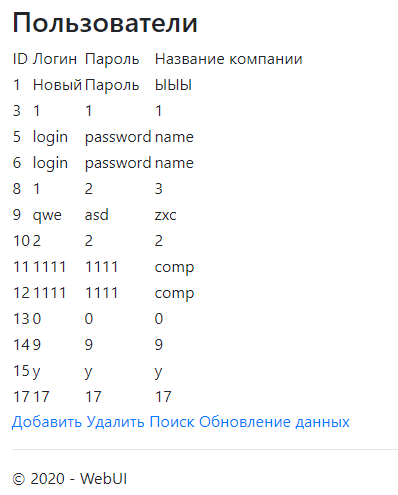 Пользователи
ID Логин Пароль Название компании
1 Новый Пароль ЫЫЫ
3 1 1 1
5 login password name
6 login password name
8 1 2 3
9 qwe asd zxc
10 2 2 2
11 1111 1111 comp
12 1111 1111 comp
13 0 0 0
14 9 9 9
15 y y y
17 17 17 17
Добавить Удалить Поиск Обновление данных
© 2020 - WebUI